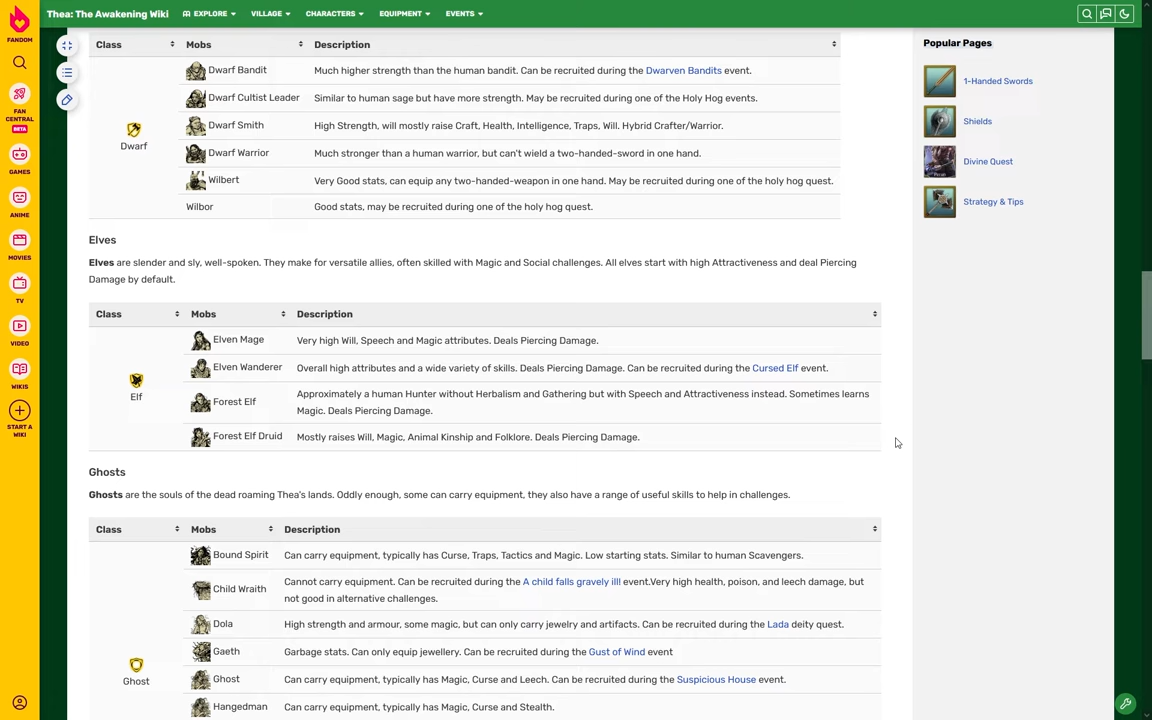 Thea: The Awakening Wiki
EXPLORE
VILLAGE
CHARACTERS
EQUIPMENT
EVENTS
FANDOM
FAN
CENTRAL
BETA
GAMES
ANIME
MOVIES
TV
VIDEO
WIKIS
START A
WIKI
Class Mobs Description
Dwarf
Dwarf Bandit Much higher strength than the human bandit. Can be recruited during the Dwarven Bandits event.
Dwarf Cultist Leader Similar to human sage but have more strength. May be recruited during one of the Holy Hog events.
Dwarf Smith High Strength, will mostly raise Craft, Health, Intelligence, Traps, Will. Hybrid Crafter/Warrior.
Dwarf Warrior Much stronger than a human warrior, but can't wield a two-handed-sword in one hand.
Wilbert Very Good stats, can equip any two-handed-weapon in one hand. May be recruited during one of the holy hog quest.
Wilbor Good stats, may be recruited during one of the holy hog quest.
Elves
Elves are slender and sly, well-spoken. They make for versatile allies, often skilled with Magic and Social challenges. All elves start with high Attractiveness and deal Piercing
Damage by default.
Class Mobs Description
Elf
Elven Mage Very high Will, Speech and Magic attributes. Deals Piercing Damage.
Elven Wanderer Overall high attributes and a wide variety of skills. Deals Piercing Damage. Can be recruited during the Cursed Elf event.
Forest Elf Approximately a human Hunter without Herbalism and Gathering but with Speech and Attractiveness instead. Sometimes learns
Magic. Deals Piercing Damage.
Forest Elf Druid Mostly raises Will, Magic, Animal Kinship and Folklore. Deals Piercing Damage.
Ghosts
Ghosts are the souls of the dead roaming Thea's lands. Oddly enough, some can carry equipment, they also have a range of useful skills to help in challenges.
Class Mobs Description
Ghost
Bound Spirit Can carry equipment, typically has Curse, Traps, Tactics and Magic. Low starting stats. Similar to human Scavengers.
Child Wraith Cannot carry equipment. Can be recruited during the A child falls gravely ill! event.Very high health, poison, and leech damage, but
not good in alternative challenges.
Dola High strength and armour, some magic, but can only carry jewelry and artifacts. Can be recruited during the Lada deity quest.
Gaeth Garbage stats. Can only equip jewellery. Can be recruited during the Gust of Wind event
Ghost Can carry equipment, typically has Magic, Curse and Leech. Can be recruited during the Suspicious House event.
Hangedman Can carry equipment, typically has Magic, Curse and Stealth.
Popular Pages
1-Handed Swords
Shields
Divine Quest
Strategy & Tips